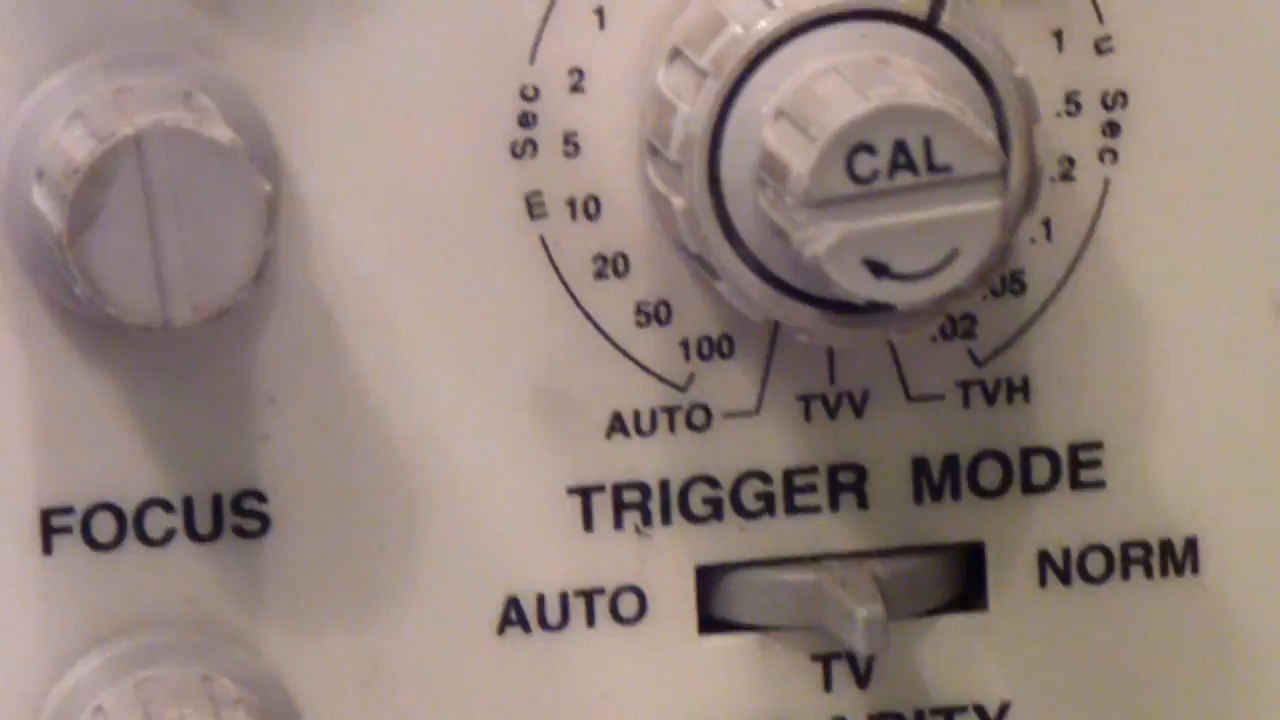 1
2
5
10
20
50
100
m Sec
CAL
1
.5
.2
.1
.05
.02
u Sec
AUTO
TVV
TVH
FOCUS
TRIGGER MODE
AUTO
NORM
TV